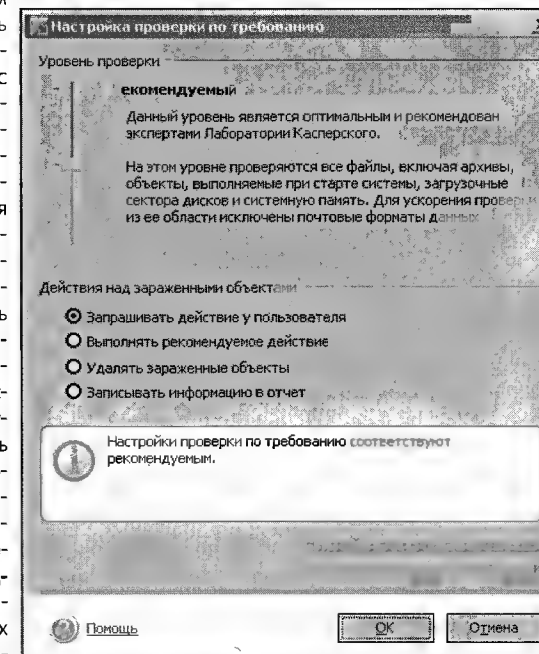 Настройка проверки по требованию
Уровень проверки
екомендуемый
Данный уровень является оптимальным и рекомендован
экспертами Лаборатории Касперского.
На этом уровне проверяются все файлы, включая архивы,
объекты, выполняемые при старте системы, загрузочные
сектора дисков и системную память. Для ускорения провер
из ее области исключены почтовые форматы данных
Действия над зараженными объектами
Запрашивать действие у пользователя
Выполнять рекомендуемое действие
Удалять зараженные объекты
Записывать информацию в отчет
Настройки проверки по требованию соответствуют
рекомендуемым.
Помощь
OK
Отмена